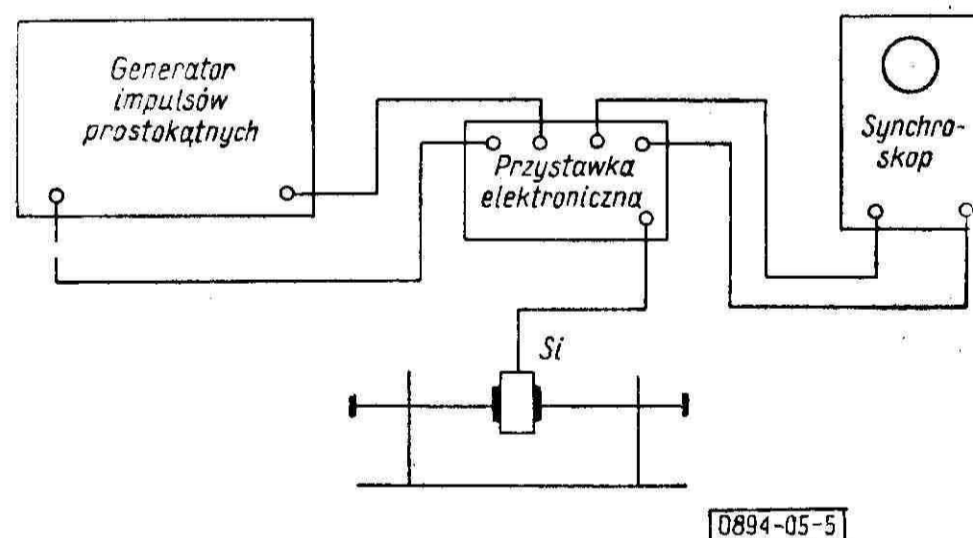 Generator
impulsów
prostokątnych
Przystawka
elektroniczna
Synchro-
skop
Si
0894-05-5